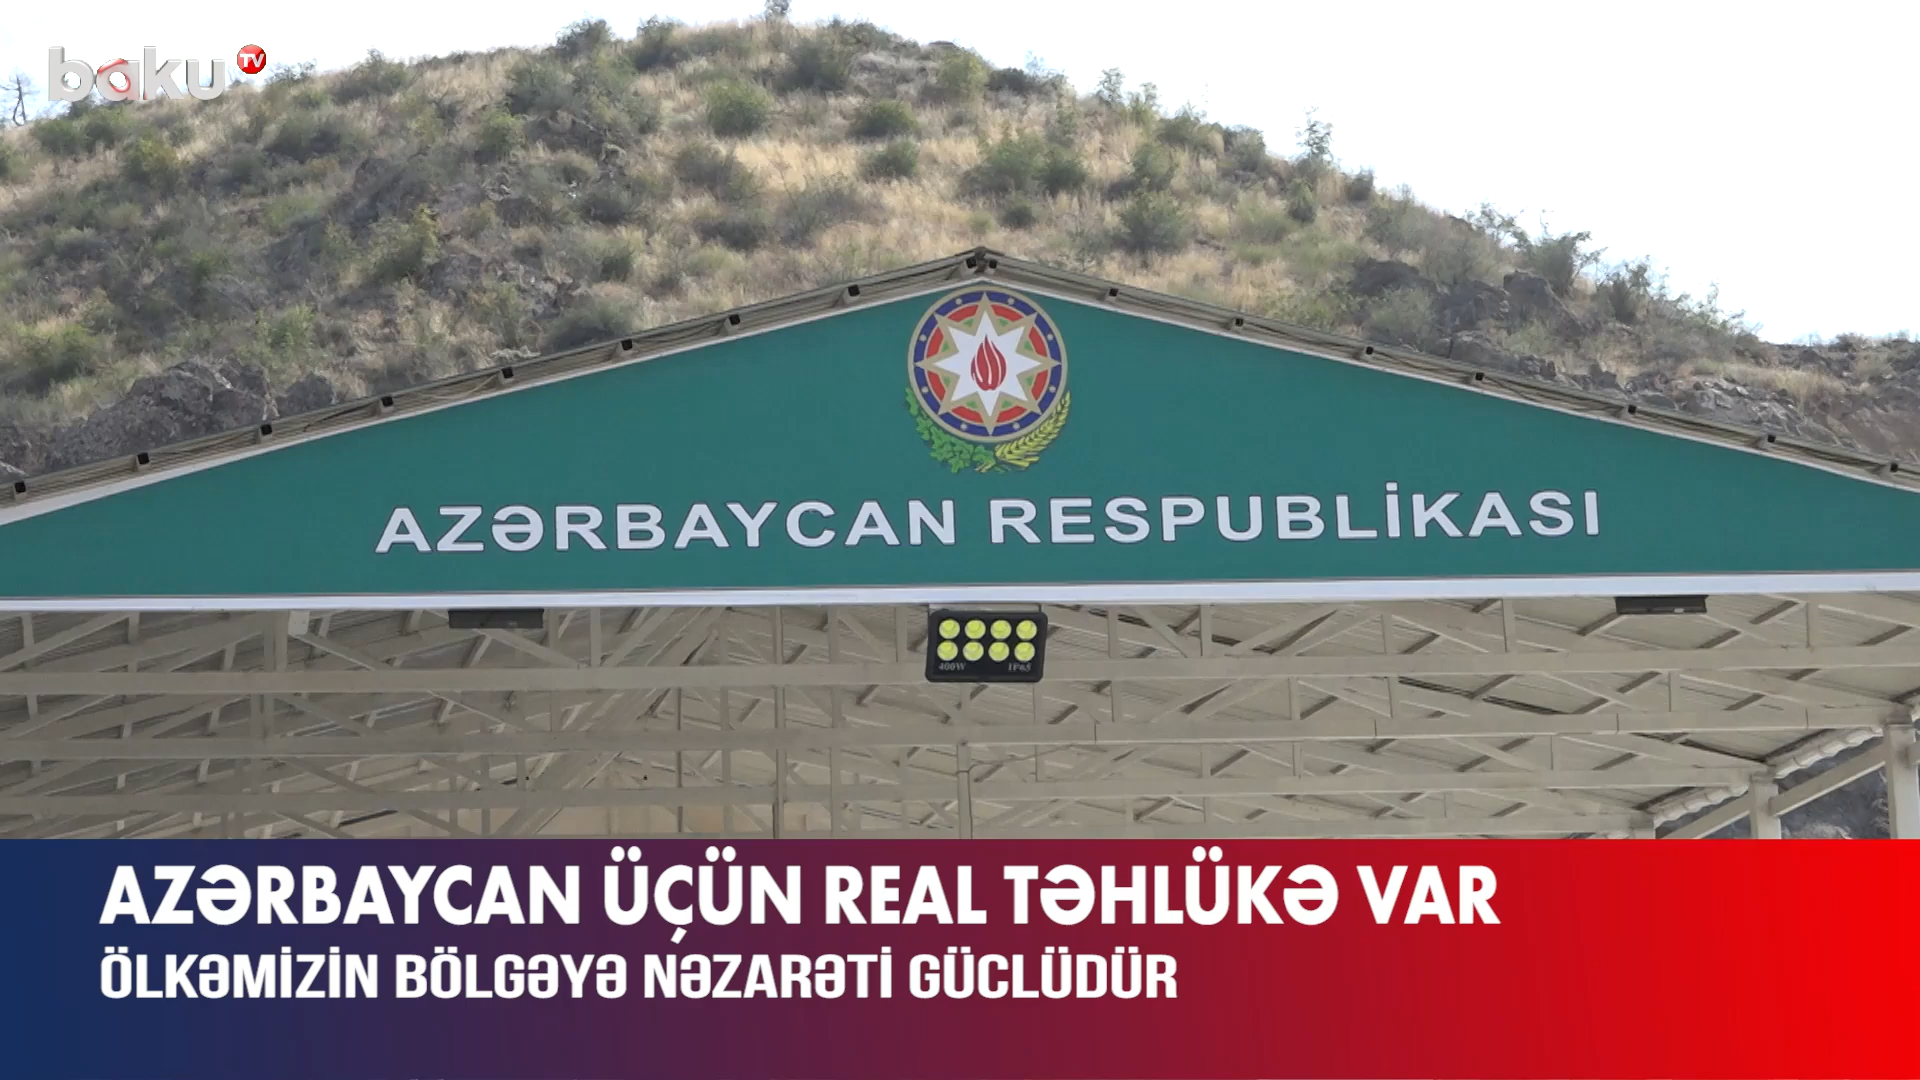 baku TV
AZƏRBAYCAN RESPUBLİKASI
400W IP65
AZƏRBAYCAN ÜÇÜN REAL TƏHLÜKƏ VAR
ÖLKƏMİZİN BÖLGƏYƏ NƏZARƏTİ GÜCLÜDÜR